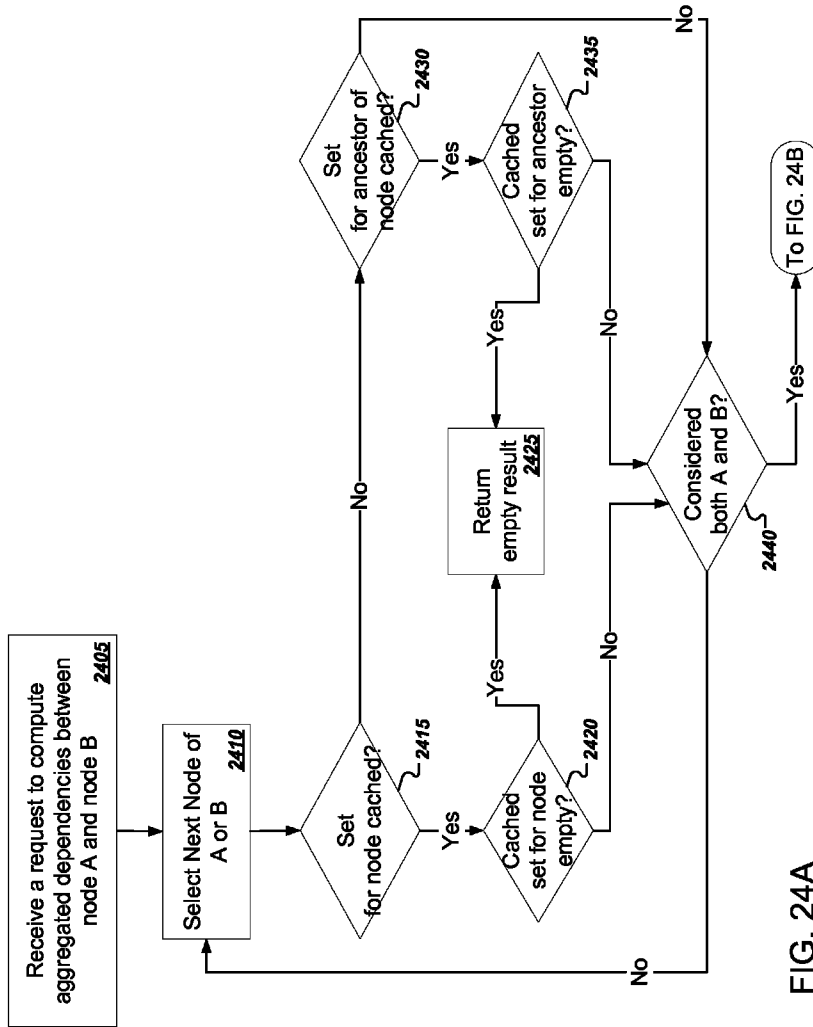 Receive a request to compute
aggregated dependencies between
node A and node B
2405
Select Next Node of
A or B
2410
Set
for node cached?
2415
No
Yes
Set
for ancestor of
node cached?
2430
No
Yes
Cached
set for node
empty?
2420
Yes
No
Return
empty result
2425
Cached
set for ancestor
empty?
2435
Yes
No
Considered
both A and B?
2440
No
Yes
To FIG. 24B
FIG. 24A